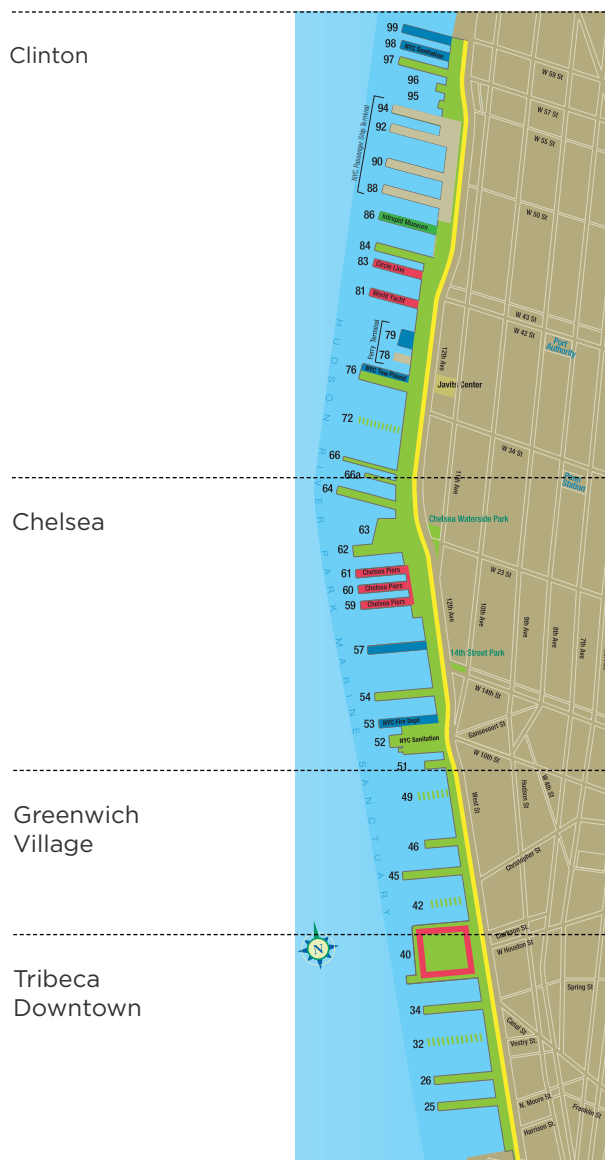 Clinton
99
98
NYC Sanitation
97
96
95
94
92
90
88
NYC Passenger Ship Terminal
86
Intrepid Museum
84
83
Circle Line
81
World Yacht
79
78
Ferry Terminal
76
NYC Tow Pound
72
66
66a
64
W 59 St
W 57 St
W 55 St
W 50 St
W 43 St
W 42 St
Port
Authority
12th Ave
Javits Center
W 34 St
Penn
Station
11th Ave
HUDSON RIVER PARK MARINE SANCTUARY
Chelsea
63
62
61
Chelsea Piers
60
Chelsea Piers
59
Chelsea Piers
57
54
53
NYC Fire Dept
52
NYC Sanitation
51
Chelsea Waterside Park
W 23 St
12th Ave
10th Ave
9th Ave
8th Ave
7th Ave
14th Street Park
W 14th St
Gansevoort St
W 10th St
Greenwich
Village
49
46
45
42
West St
Hudson St
W 4th St
Christopher St
Clarkson St
W Houston St
N
Tribeca
Downtown
40
34
32
26
25
Spring St
Canal St
Vestry St.
N. Moore St.
Franklin St
Harrison St.